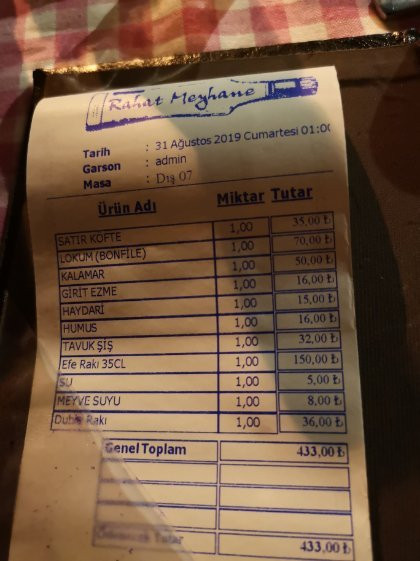 Rahat Meyhane
Tarih : 31 Ağustos 2019 Cumartesi 01:00
Garson : admin
Masa : Dış 07
Ürün Adı Miktar Tutar
SATIR KÖFTE 1,00 35,00 ₺
LOKUM (BONFİLE) 1,00 70,00 ₺
KALAMAR 1,00 50,00 ₺
GİRİT EZME 1,00 16,00 ₺
HAYDARİ 1,00 15,00 ₺
HUMUS 1,00 16,00 ₺
TAVUK ŞİŞ 1,00 32,00 ₺
Efe Rakı 35CL 1,00 150,00 ₺
SU 1,00 5,00 ₺
MEYVE SUYU 1,00 8,00 ₺
Duble Rakı 1,00 36,00 ₺
Genel Toplam 433,00 ₺
Ödenecek Tutar 433,00 ₺